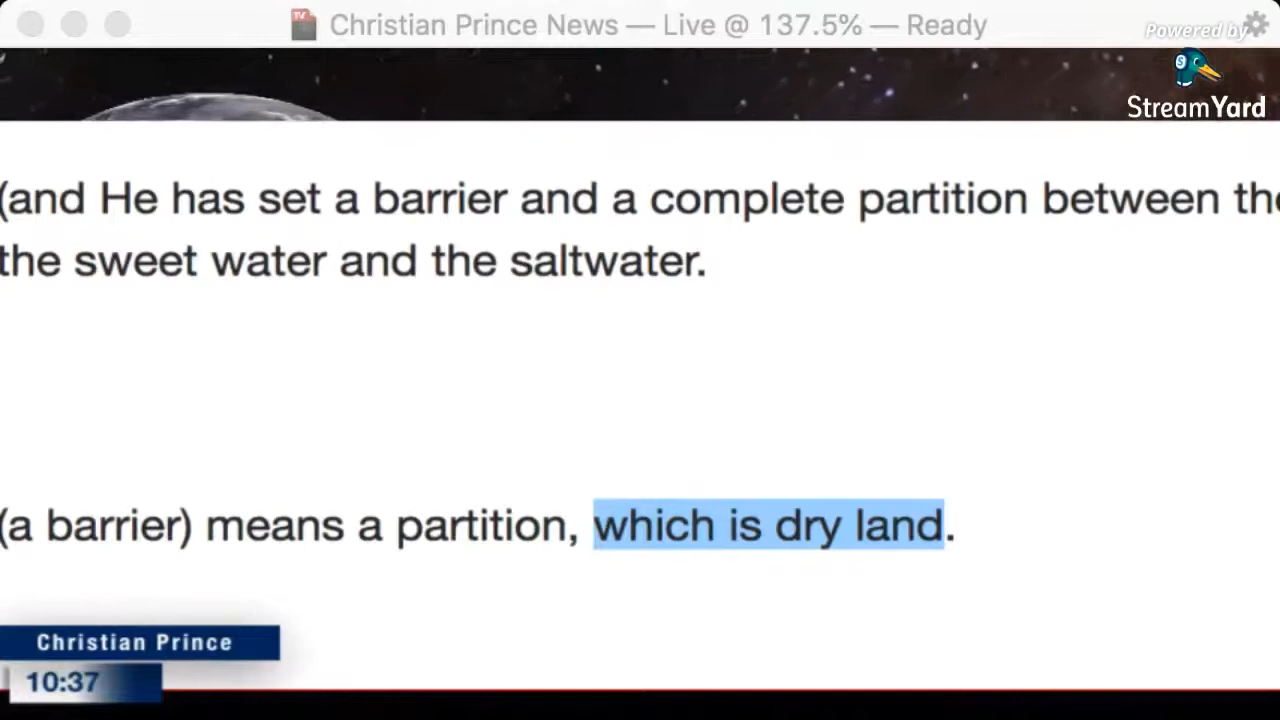 Christian Prince News — Live @ 137.5% — Ready
Powered by
StreamYard
(and He has set a barrier and a complete partition between
the sweet water and the saltwater.
(a barrier) means a partition, which is dry land.
Christian Prince
10:37